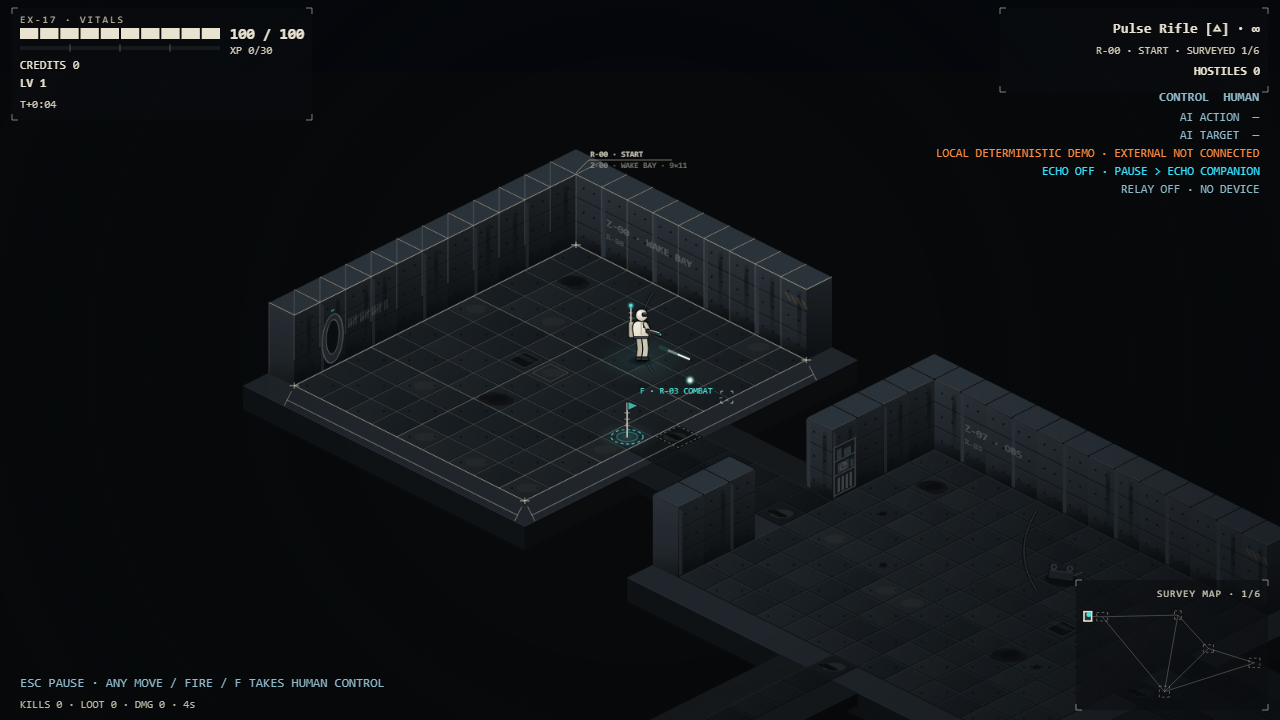 EX-17 · VITALS
100 / 100
XP 0/30
CREDITS 0
LV 1
T+0:04
Pulse Rifle [▲] · ∞
R-00 · START · SURVEYED 1/6
HOSTILES 0
CONTROL HUMAN
AI ACTION —
AI TARGET —
LOCAL DETERMINISTIC DEMO · EXTERNAL NOT CONNECTED
ECHO OFF · PAUSE > ECHO COMPANION
RELAY OFF · NO DEVICE
R-00 · START
Z-00 · WAKE BAY · 9×11
Z-00 · WAKE BAY
R-00
F · R-03 COMBAT
Z-07 · OBS
SURVEY MAP · 1/6
ESC PAUSE · ANY MOVE / FIRE / F TAKES HUMAN CONTROL
KILLS 0 · LOOT 0 · DMG 0 · 4s